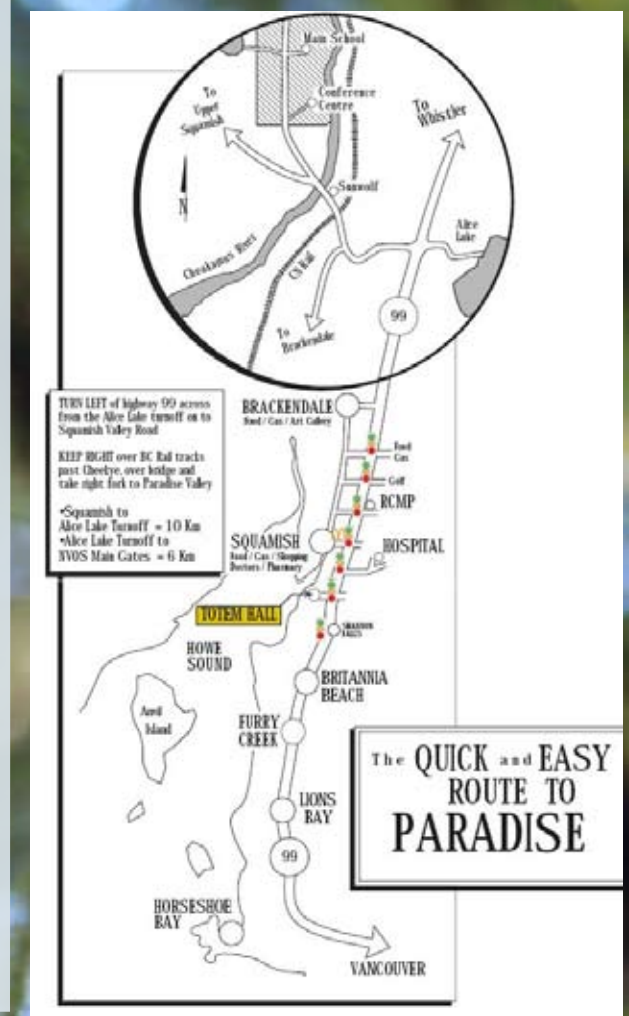 Main School
Conference
Centre
To
Upper
Squamish
To
Whistler
N
Sunwolf
Alice
Lake
Cheakamus River
CN Rail
To
Brackendale
99
TURN LEFT of highway 99 across
from the Alice Lake turnoff on to
Squamish Valley Road
KEEP RIGHT over BC Rail tracks
past Cheekye, over bridge and
take right fork to Paradise Valley
•Squamish to
Alice Lake Turnoff = 10 Km
•Alice Lake Turnoff to
NVOS Main Gates = 6 Km
BRACKENDALE
Food / Gas / Art Gallery
Food
Gas
Golf
RCMP
SQUAMISH
Food / Gas / Shopping
Doctors / Pharmacy
HOSPITAL
TOTEM HALL
SHANNON
FALLS
HOWE
SOUND
BRITANNIA
BEACH
Anvil
Island
FURRY
CREEK
The QUICK and EASY
ROUTE TO
PARADISE
LIONS
BAY
99
HORSESHOE
BAY
VANCOUVER